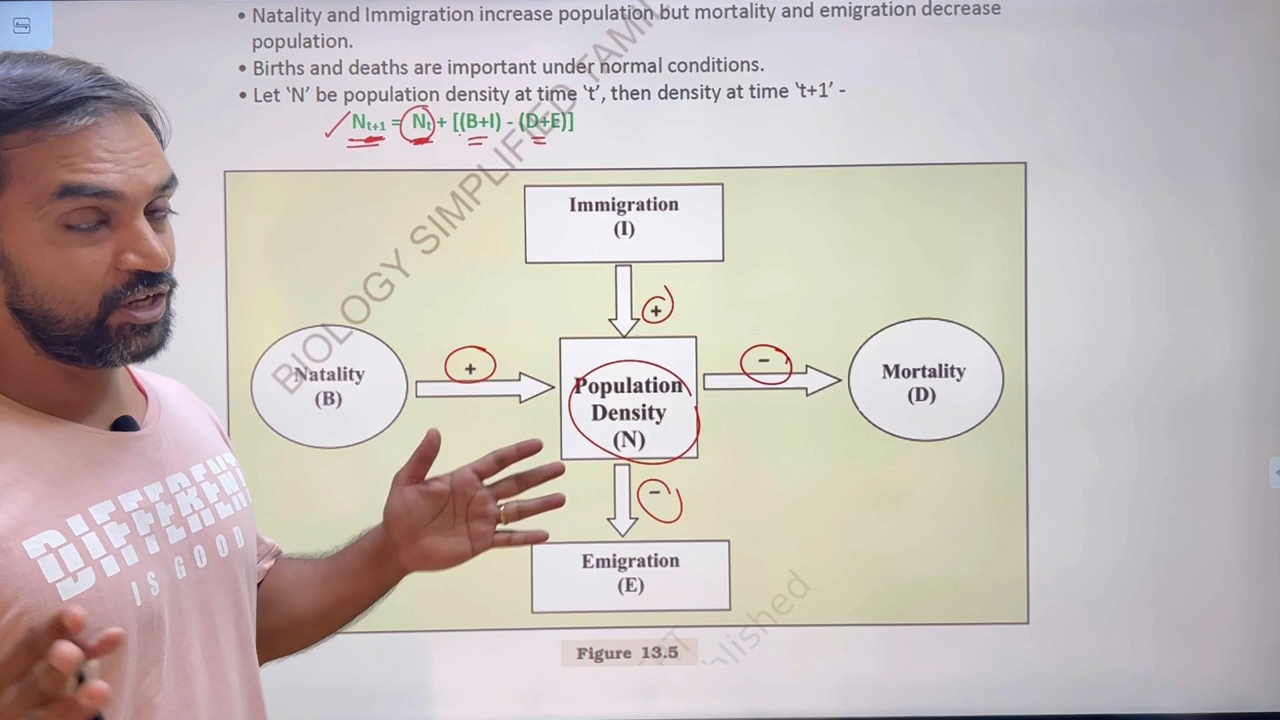 • Natality and Immigration increase population but mortality and emigration decrease
population.
• Births and deaths are important under normal conditions.
• Let ‘N’ be population density at time ‘t’, then density at time ‘t+1’ -
Nt+1 = Nt + [(B+I) - (D+E)]
BIOLOGY SIMPLIFIED TAMIL
Immigration
(I)
+
Natality
(B)
+
Population
Density
(N)
-
Mortality
(D)
-
Emigration
(E)
Figure 13.5
DIFFERENT
IS GOOD